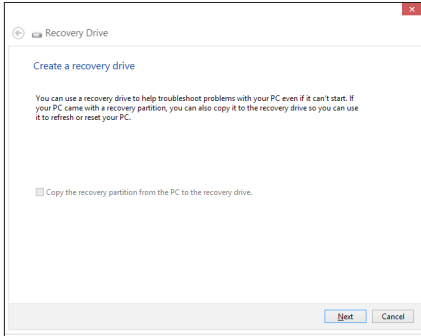 Recovery Drive
Create a recovery drive
You can use a recovery drive to help troubleshoot problems with your PC even if it can't start. If
your PC came with a recovery partition, you can also copy it to the recovery drive so you can use
it to refresh or reset your PC.
Copy the recovery partition from the PC to the recovery drive.
Next Cancel